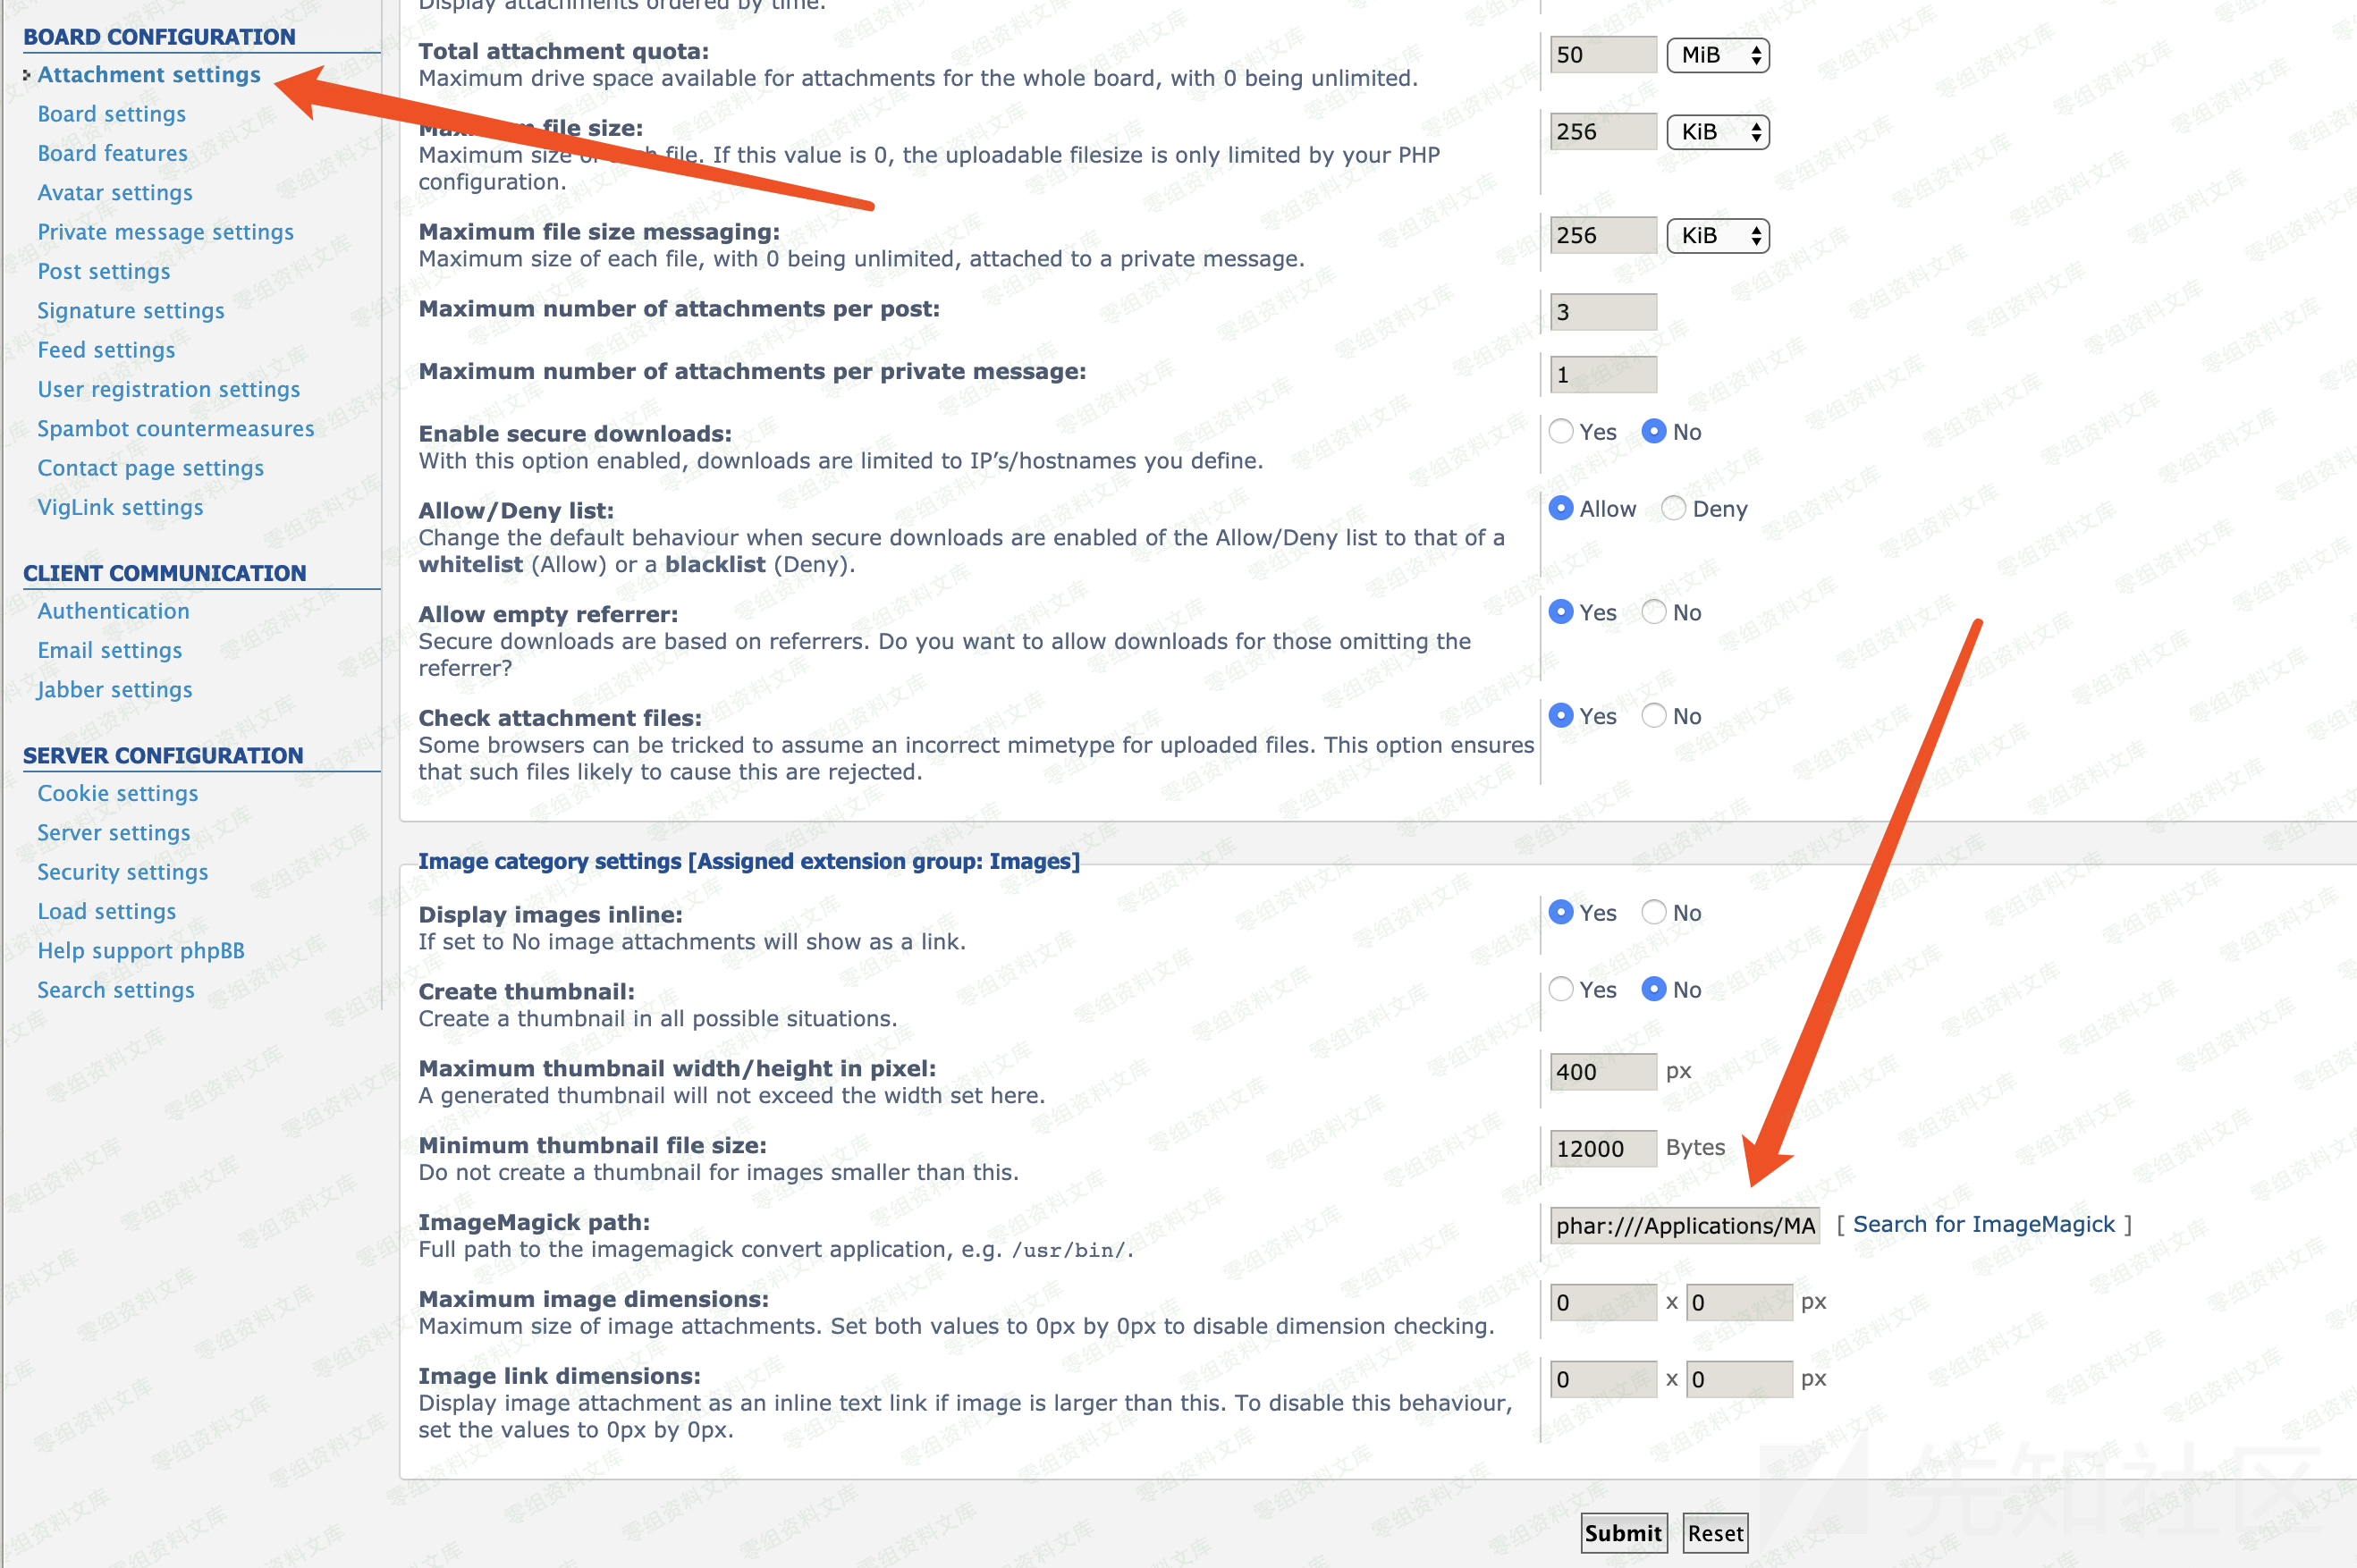 Display attachments ordered by time.
BOARD CONFIGURATION
Attachment settings
Board settings
Board features
Avatar settings
Private message settings
Post settings
Signature settings
Feed settings
User registration settings
Spambot countermeasures
Contact page settings
VigLink settings
CLIENT COMMUNICATION
Authentication
Email settings
Jabber settings
SERVER CONFIGURATION
Cookie settings
Server settings
Security settings
Load settings
Help support phpBB
Search settings
Total attachment quota:
50 MiB
Maximum drive space available for attachments for the whole board, with 0 being unlimited.
Maximum file size:
256 KiB
Maximum size of each file. If this value is 0, the uploadable filesize is only limited by your PHP
configuration.
Maximum file size messaging:
256 KiB
Maximum size of each file, with 0 being unlimited, attached to a private message.
Maximum number of attachments per post:
3
Maximum number of attachments per private message:
1
Enable secure downloads:
Yes No
With this option enabled, downloads are limited to IP’s/hostnames you define.
Allow/Deny list:
Allow Deny
Change the default behaviour when secure downloads are enabled of the Allow/Deny list to that of a
whitelist (Allow) or a blacklist (Deny).
Allow empty referrer:
Yes No
Secure downloads are based on referrers. Do you want to allow downloads for those omitting the
referrer?
Check attachment files:
Yes No
Some browsers can be tricked to assume an incorrect mimetype for uploaded files. This option ensures
that such files likely to cause this are rejected.
Image category settings [Assigned extension group: Images]
Display images inline:
Yes No
If set to No image attachments will show as a link.
Create thumbnail:
Yes No
Create a thumbnail in all possible situations.
Maximum thumbnail width/height in pixel:
400 px
A generated thumbnail will not exceed the width set here.
Minimum thumbnail file size:
12000 Bytes
Do not create a thumbnail for images smaller than this.
ImageMagick path:
phar:///Applications/MA [ Search for ImageMagick ]
Full path to the imagemagick convert application, e.g. /usr/bin/.
Maximum image dimensions:
0 x 0 px
Maximum size of image attachments. Set both values to 0px by 0px to disable dimension checking.
Image link dimensions:
0 x 0 px
Display image attachment as an inline text link if image is larger than this. To disable this behaviour,
set the values to 0px by 0px.
Submit Reset
零组资料文库
先知社区